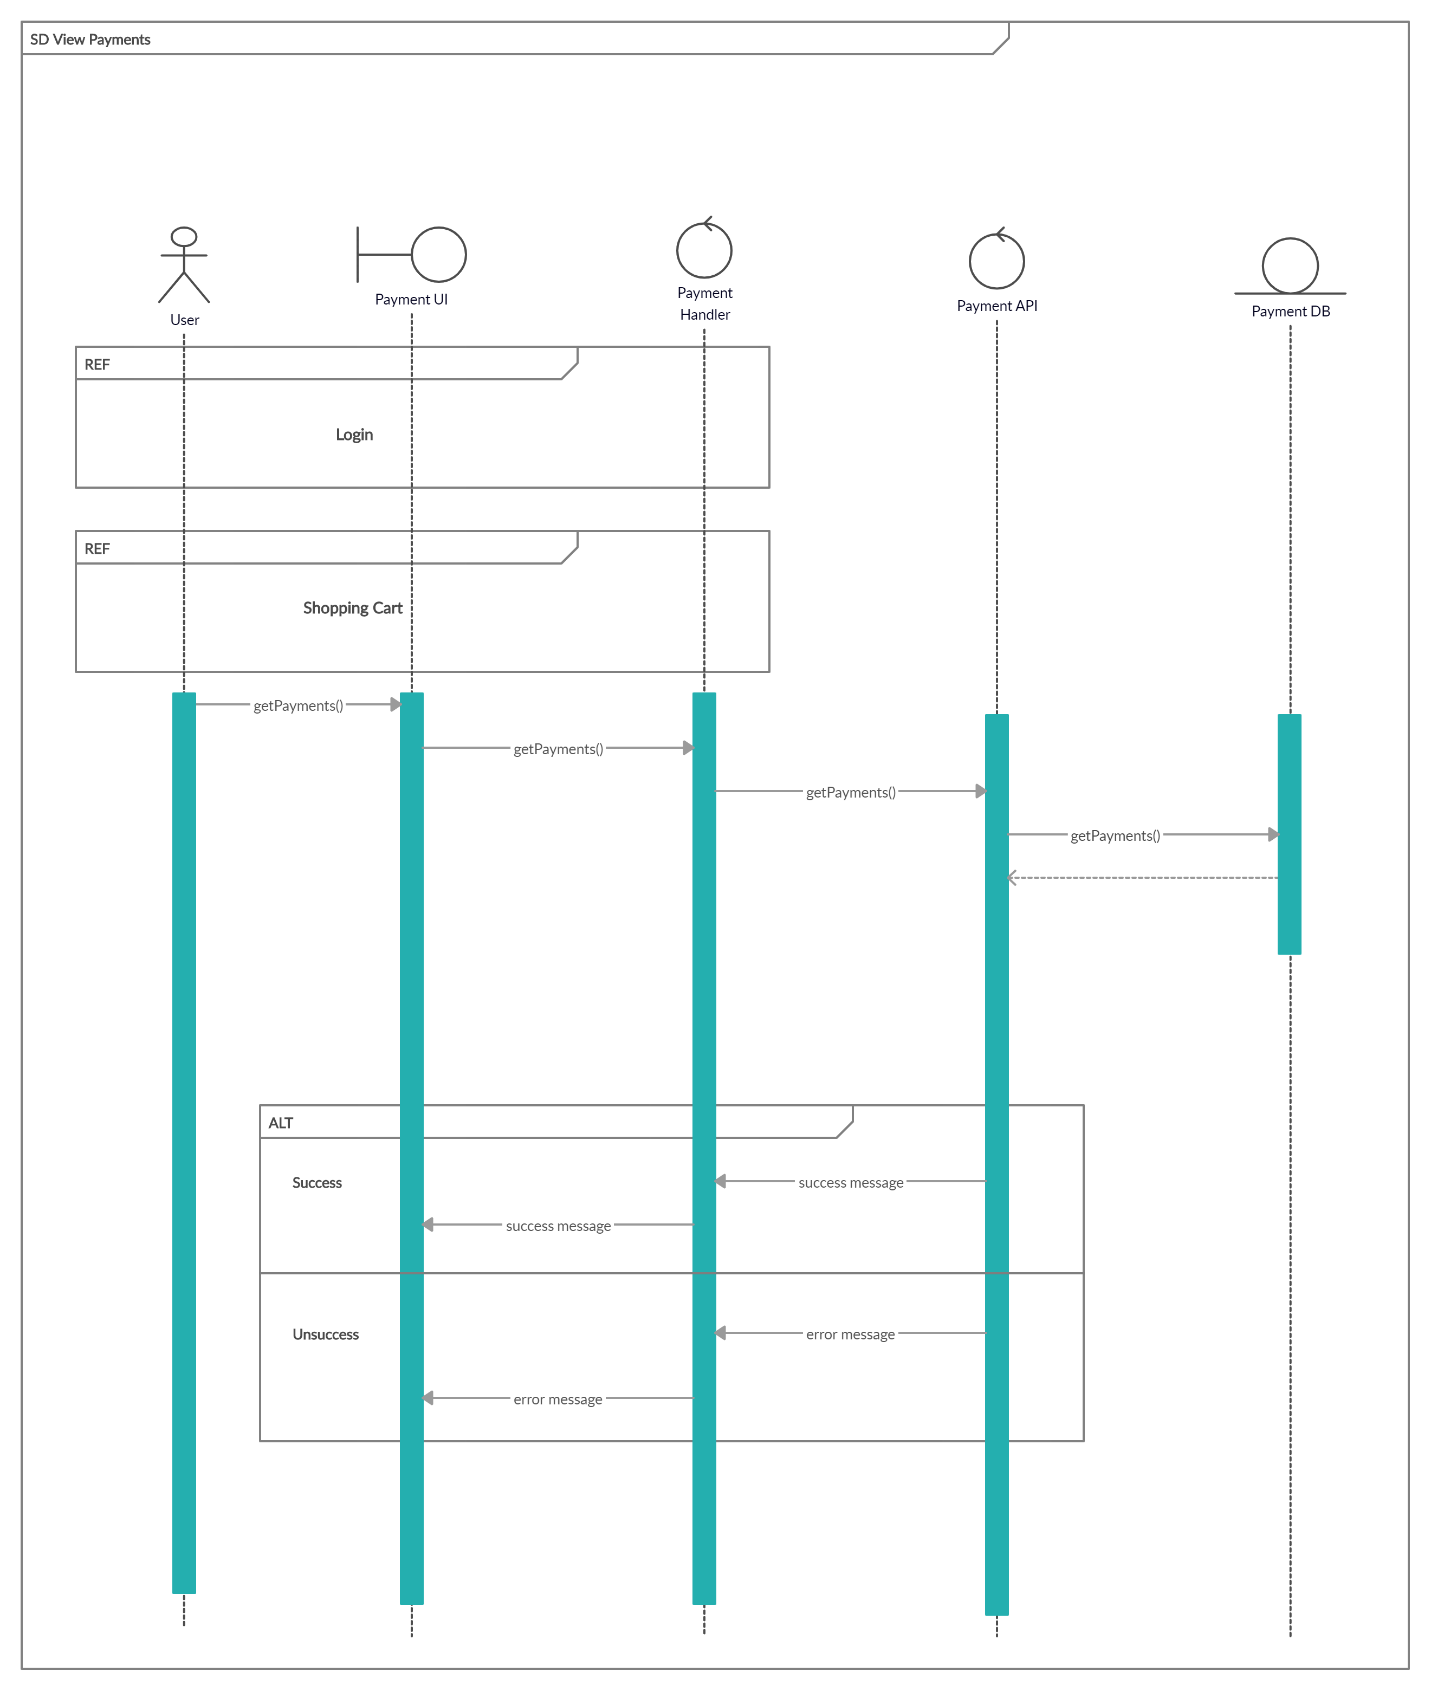 SD View Payments
User
Payment UI
Payment
Handler
Payment API
Payment DB
REF
Login
REF
Shopping Cart
getPayments()
getPayments()
getPayments()
getPayments()
ALT
Success
success message
success message
Unsuccess
error message
error message